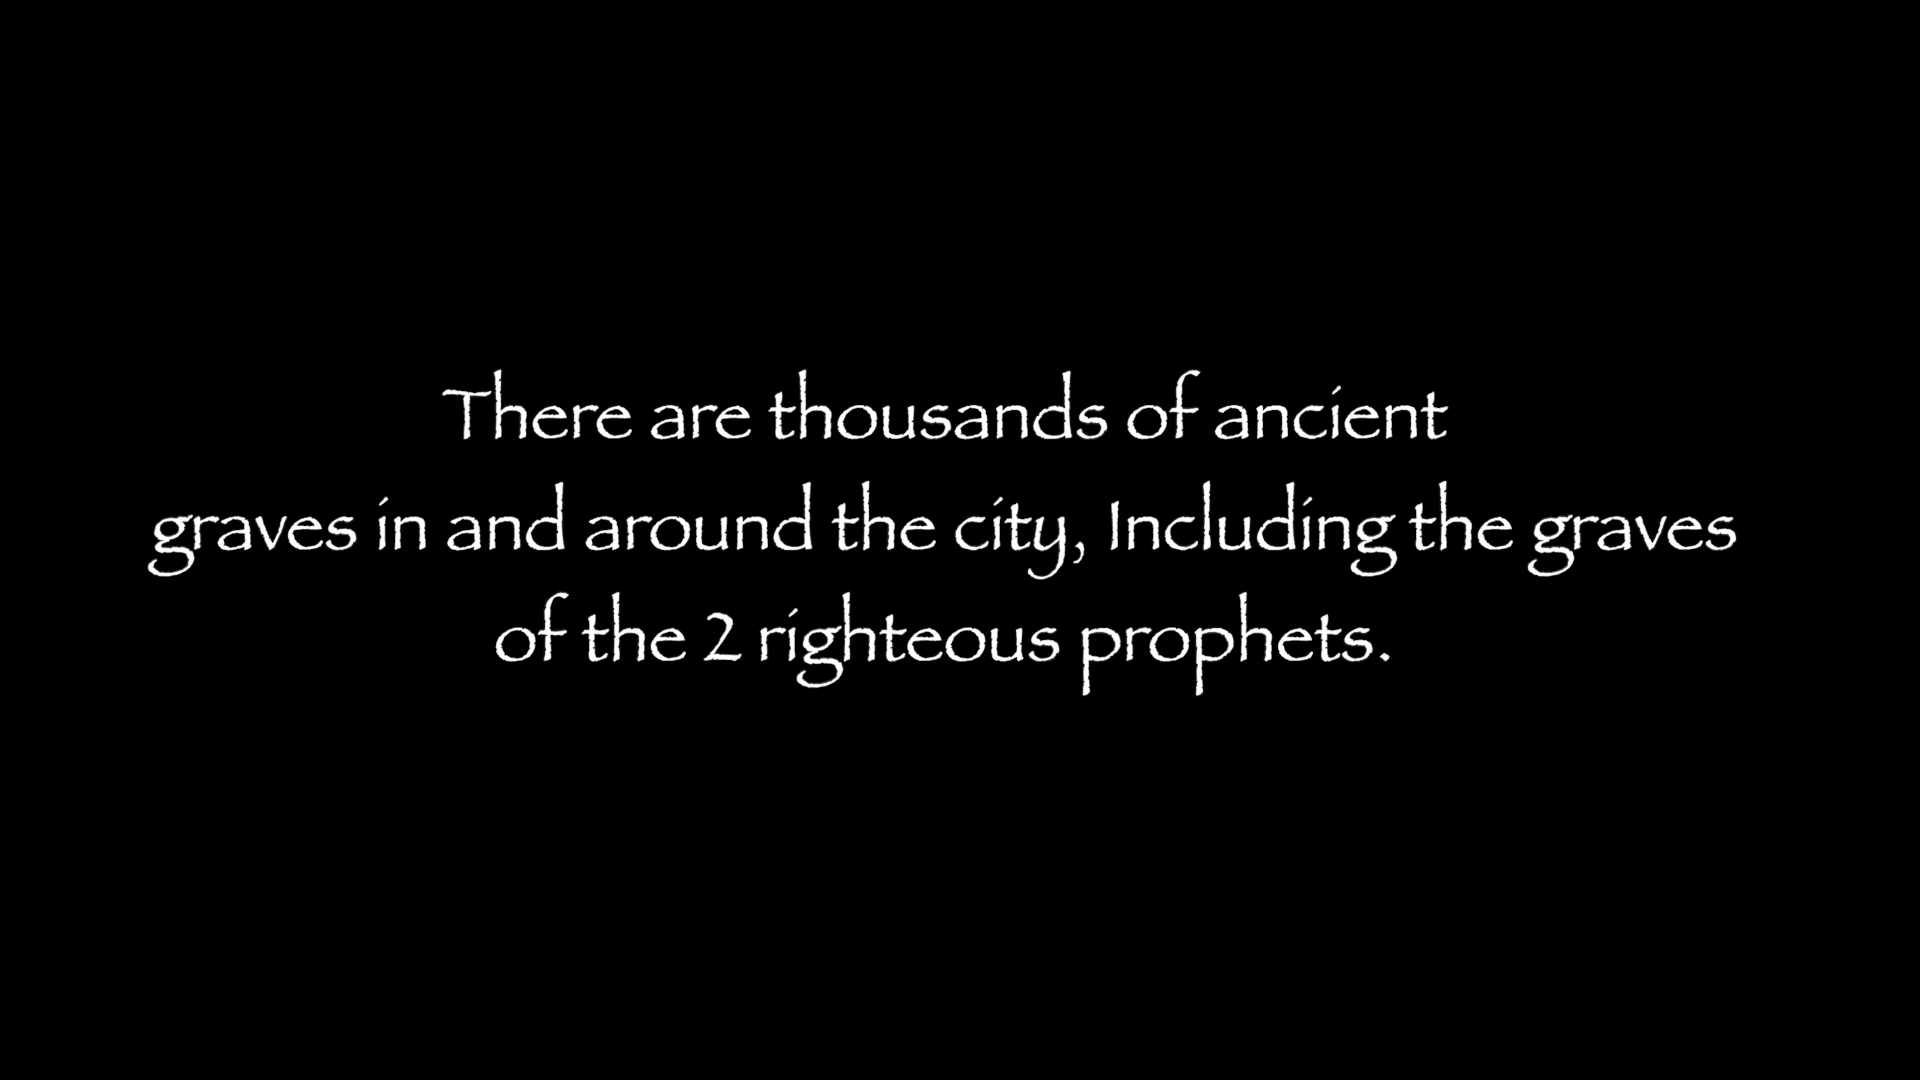 There are thousands of ancient
graves in and around the city, Including the graves
of the 2 righteous prophets.